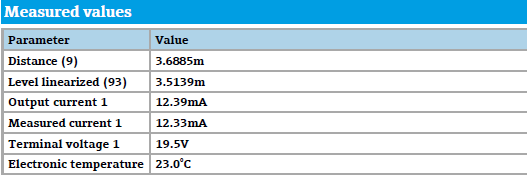 Measured values
Parameter Value
Distance (9) 3.6885m
Level linearized (93) 3.5139m
Output current 1 12.39mA
Measured current 1 12.33mA
Terminal voltage 1 19.5V
Electronic temperature 23.0°C